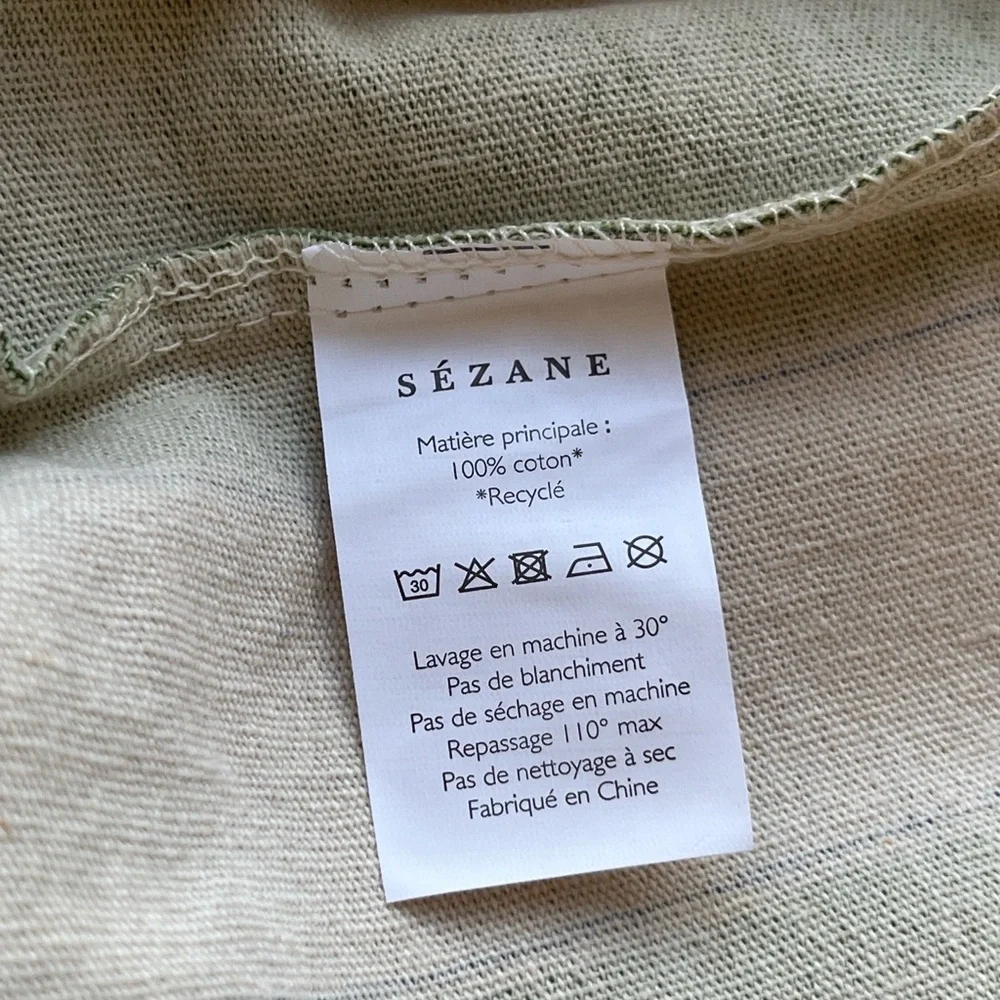 SÉZANE
Matière principale :
100% coton*
*Recyclé
30
Lavage en machine à 30°
Pas de blanchiment
Pas de séchage en machine
Repassage 110° max
Pas de nettoyage à sec
Fabriqué en Chine